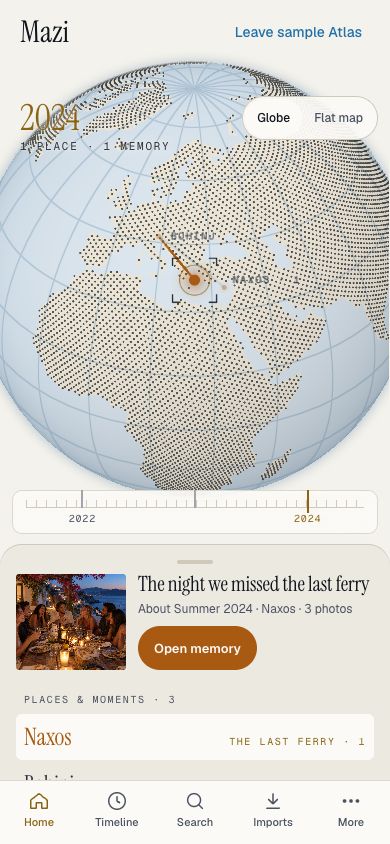 Mazi
Leave sample Atlas
2024
1 PLACE · 1 MEMORY
Globe
Flat map
BOHINJ
NAXOS · 1
2022
2024
The night we missed the last ferry
About Summer 2024 · Naxos · 3 photos
Open memory
PLACES & MOMENTS · 3
Naxos
THE LAST FERRY · 1
Home
Timeline
Search
Imports
More